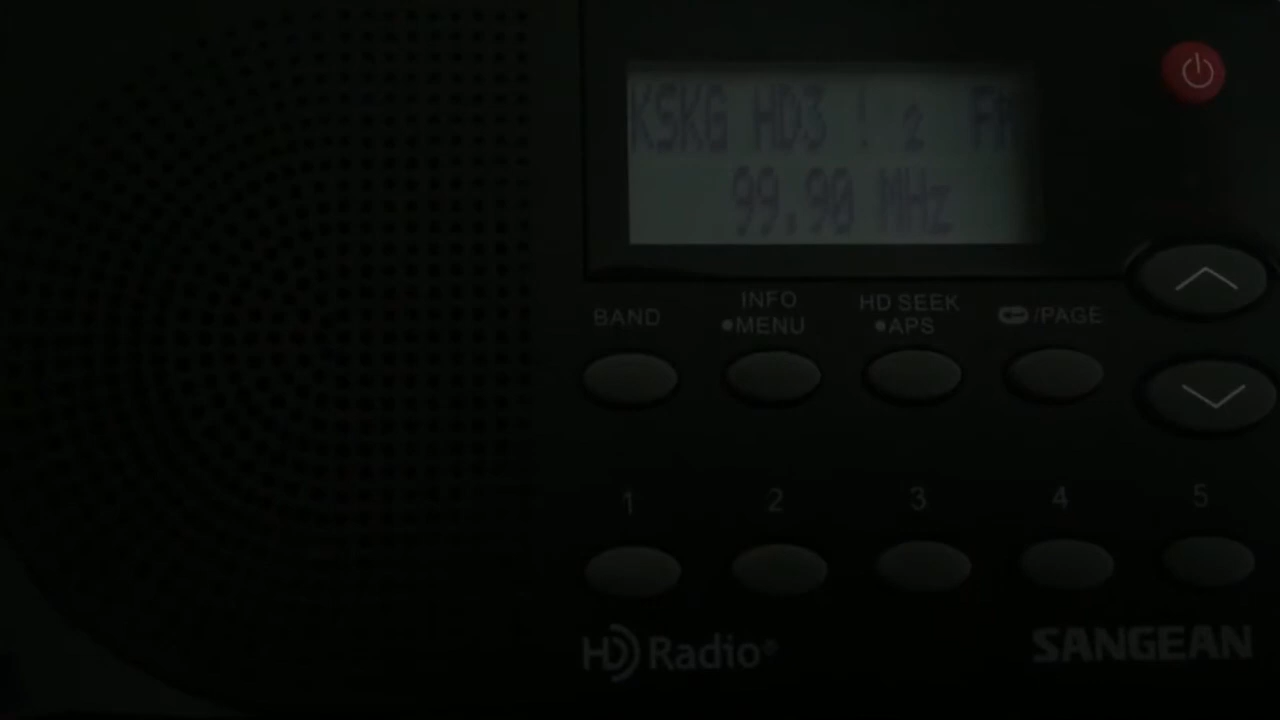 KSKG HD3 ! FM
99.90 MHz
BAND
INFO
•MENU
HD SEEK
•APS
/PAGE
1
2
3
4
5
HD Radio®
SANGEAN